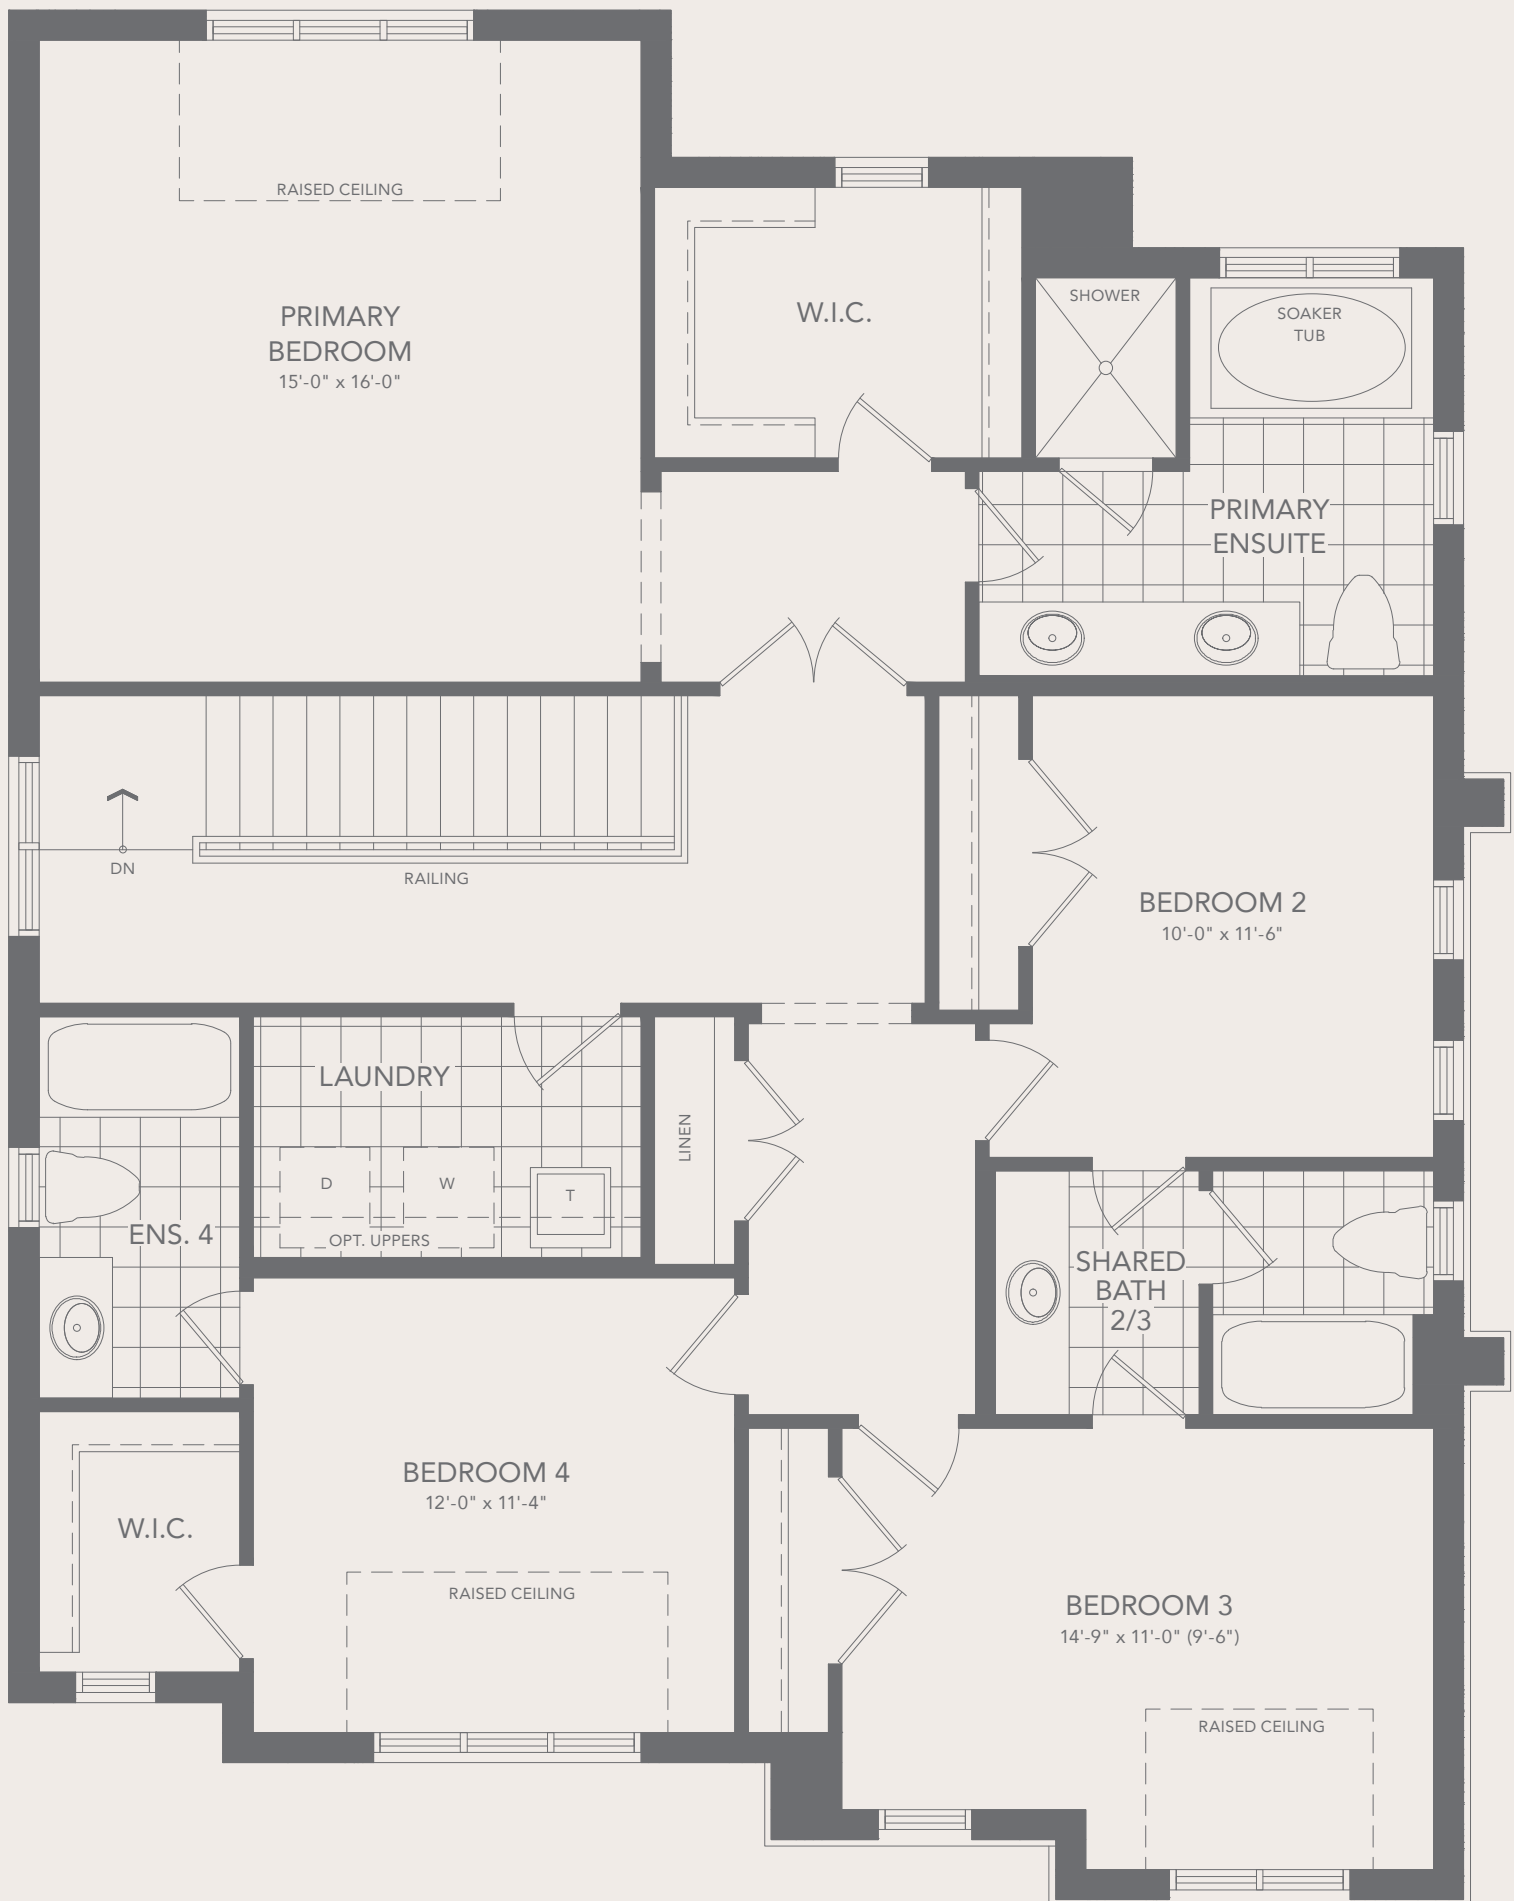 RAISED CEILING
PRIMARY
BEDROOM
15'-0" x 16'-0"
W.I.C.
SHOWER
SOAKER
TUB
PRIMARY
ENSUITE
DN
RAILING
BEDROOM 2
10'-0" x 11'-6"
LAUNDRY
D
W
T
OPT. UPPERS
LINEN
ENS. 4
SHARED
BATH
2/3
BEDROOM 4
12'-0" x 11'-4"
RAISED CEILING
W.I.C.
BEDROOM 3
14'-9" x 11'-0" (9'-6")
RAISED CEILING